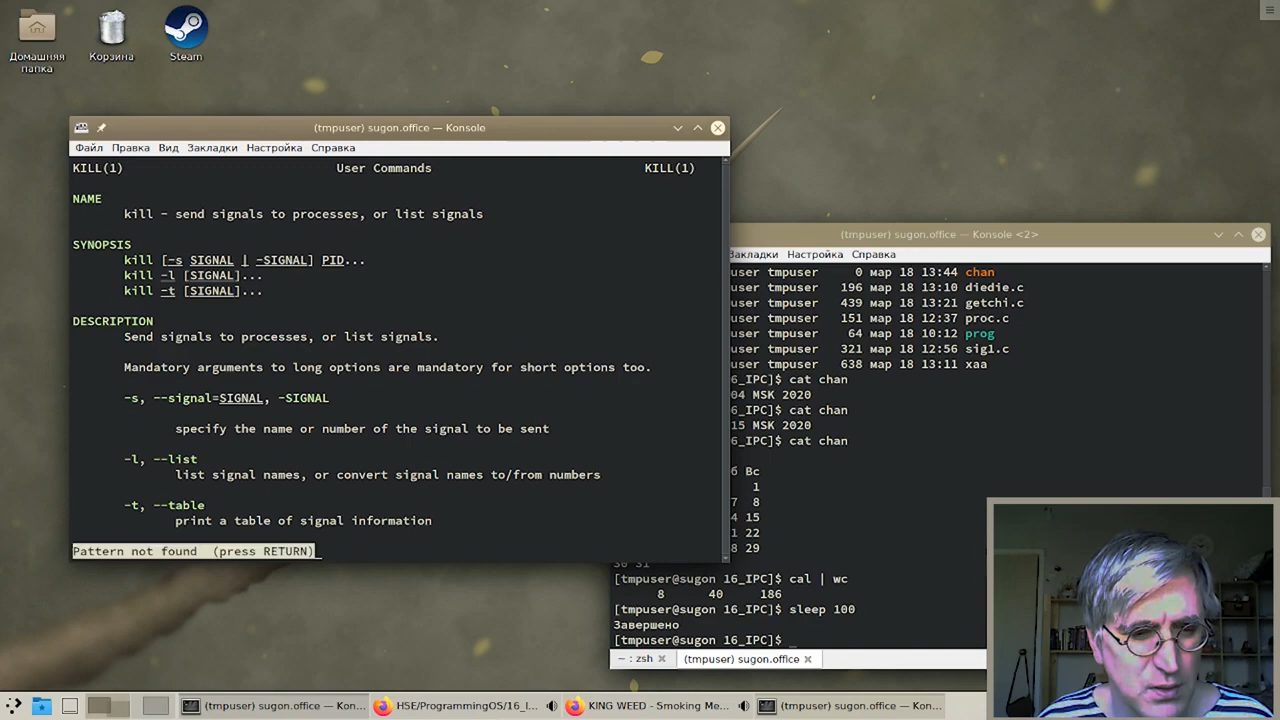 Домашняя
папка
Корзина
Steam
(tmpuser) sugon.office — Konsole
Файл Правка Вид Закладки Настройка Справка
KILL(1) User Commands KILL(1)
NAME
kill - send signals to processes, or list signals
SYNOPSIS
kill [-s SIGNAL | -SIGNAL] PID...
kill -l [SIGNAL]...
kill -t [SIGNAL]...
DESCRIPTION
Send signals to processes, or list signals.
Mandatory arguments to long options are mandatory for short options too.
-s, --signal=SIGNAL, -SIGNAL
specify the name or number of the signal to be sent
-l, --list
list signal names, or convert signal names to/from numbers
-t, --table
print a table of signal information
Pattern not found (press RETURN)
(tmpuser) sugon.office — Konsole <2>
Закладки Настройка Справка
user tmpuser 0 мар 18 13:44 chan
user tmpuser 196 мар 18 13:10 diedie.c
user tmpuser 439 мар 18 13:21 getchi.c
user tmpuser 151 мар 18 12:37 proc.c
user tmpuser 64 мар 18 10:12 prog
user tmpuser 321 мар 18 12:56 sig1.c
user tmpuser 638 мар 18 13:11 xaa
6_IPC]$ cat chan
04 MSK 2020
6_IPC]$ cat chan
15 MSK 2020
6_IPC]$ cat chan
6 Вс
1
7 8
4 15
1 22
8 29
30 31
[tmpuser@sugon 16_IPC]$ cal | wc
8 40 186
[tmpuser@sugon 16_IPC]$ sleep 100
Завершено
[tmpuser@sugon 16_IPC]$
~ : zsh
(tmpuser) sugon.office
(tmpuser) sugon.office — Kon...
HSE/ProgrammingOS/16_I...
KING WEED - Smoking Me...
(tmpuser) sugon.office — Kon...